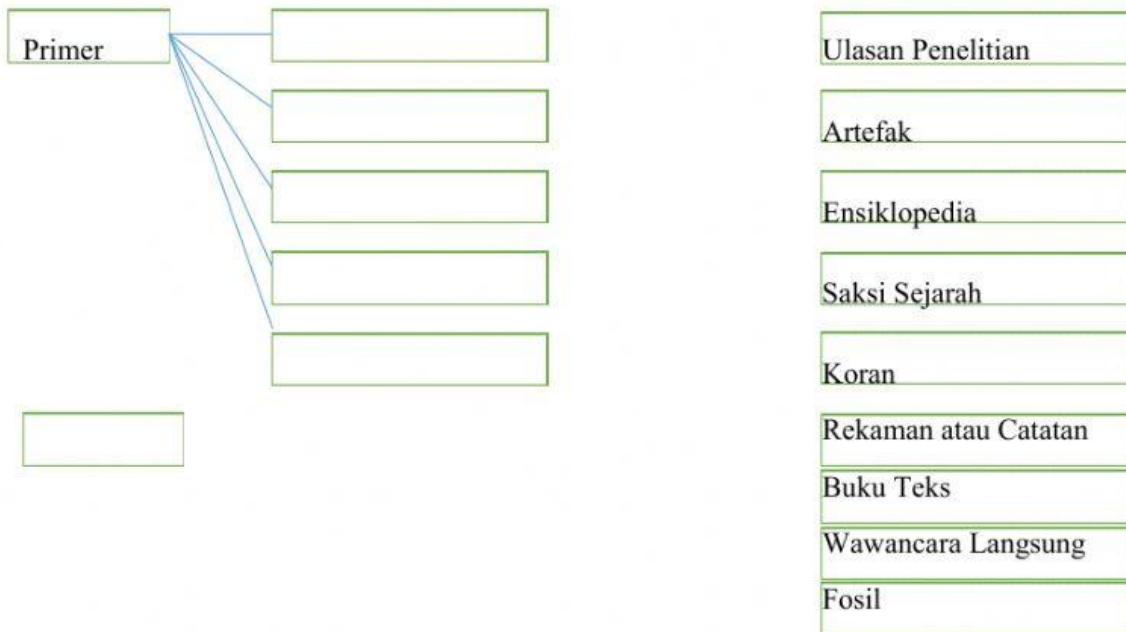 Primer
Ulasan Penelitian
Artefak
Ensiklopedia
Saksi Sejarah
Koran
Rekaman atau Catatan
Buku Teks
Wawancara Langsung
Fosil